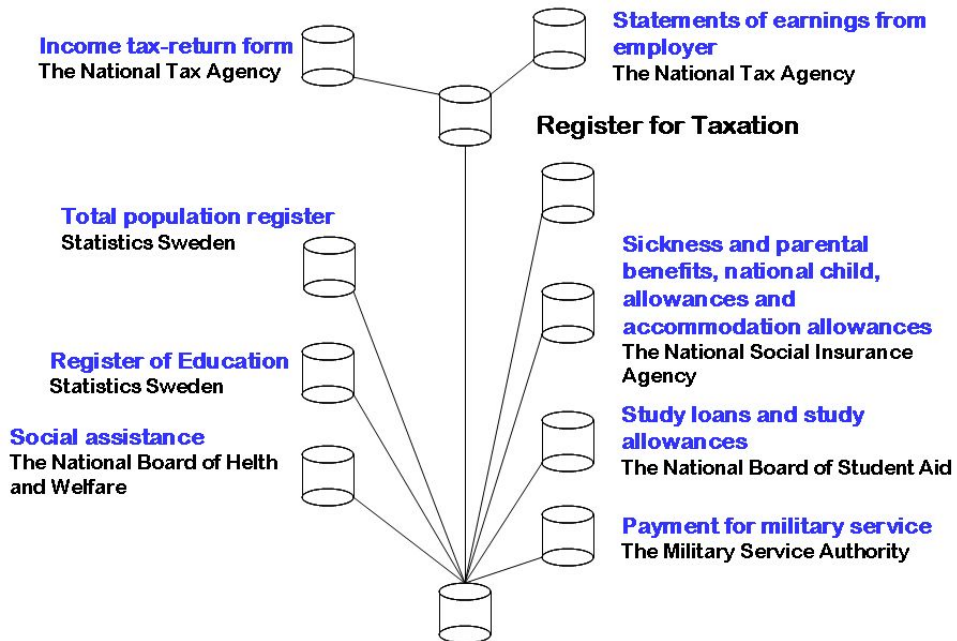 Income tax-return form
The National Tax Agency
Statements of earnings from
employer
The National Tax Agency
Register for Taxation
Total population register
Statistics Sweden
Sickness and parental
benefits, national child,
allowances and
accommodation allowances
The National Social Insurance
Agency
Register of Education
Statistics Sweden
Social assistance
The National Board of Helth
and Welfare
Study loans and study
allowances
The National Board of Student Aid
Payment for military service
The Military Service Authority